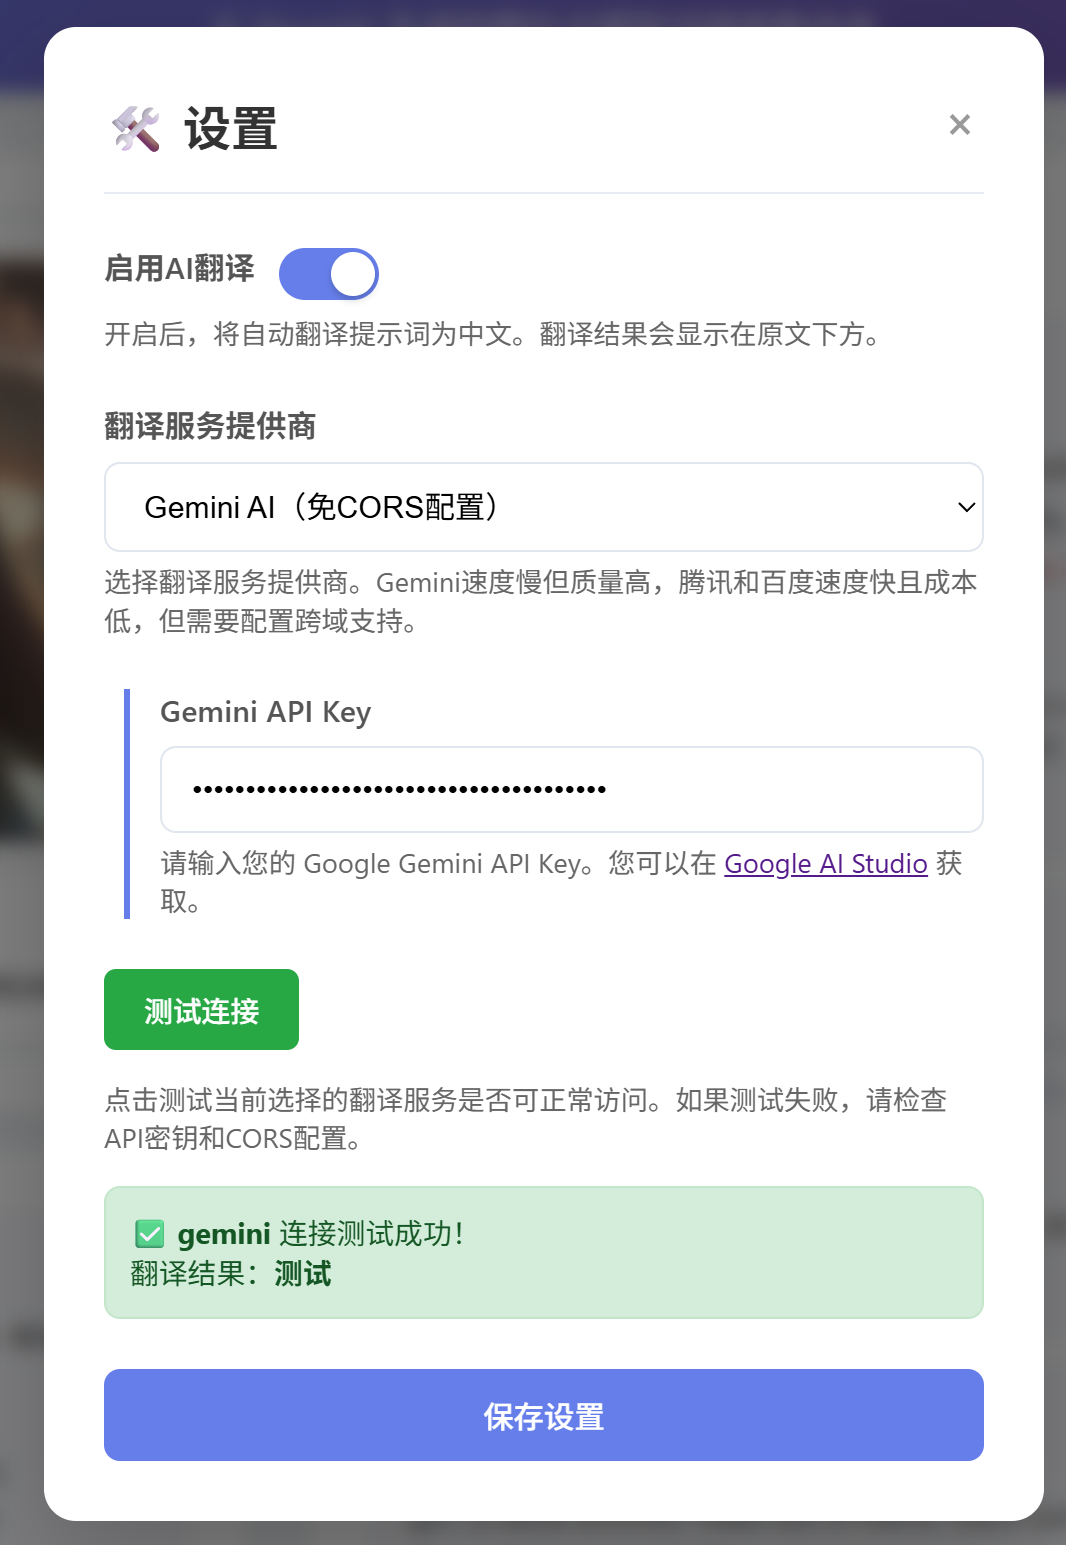 设置
×
启用AI翻译
开启后，将自动翻译提示词为中文。翻译结果会显示在原文下方。
翻译服务提供商
Gemini AI（免CORS配置）
选择翻译服务提供商。Gemini速度慢但质量高，腾讯和百度速度快且成本
低，但需要配置跨域支持。
Gemini API Key
•••••••••••••••••••••••••••••••••••••••
请输入您的 Google Gemini API Key。您可以在 Google AI Studio 获
取。
测试连接
点击测试当前选择的翻译服务是否可正常访问。如果测试失败，请检查
API密钥和CORS配置。
✅ gemini 连接测试成功！
翻译结果：测试
保存设置